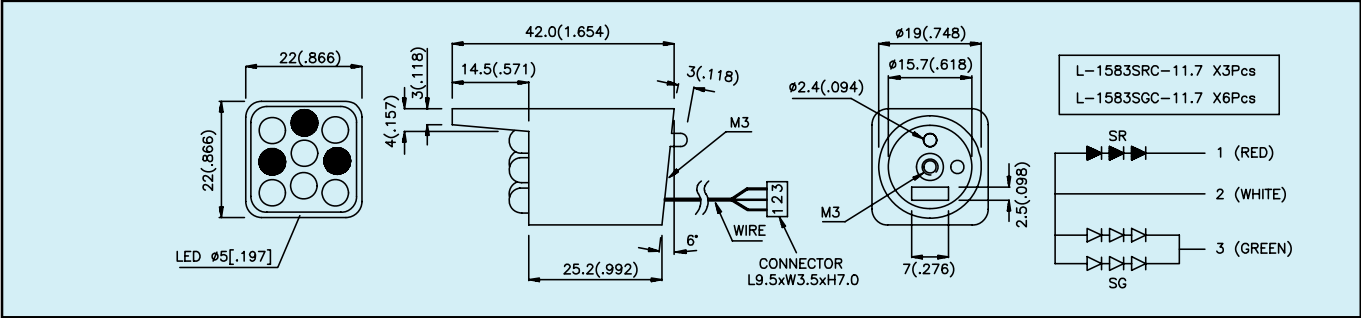 22(.866)
22(.866)
LED ø5[.197]
42.0(1.654)
14.5(.571)
3(.118)
4(.157)
3(.118)
M3
WIRE
6°
25.2(.992)
1 2 3
CONNECTOR
L9.5xW3.5xH7.0
ø19(.748)
ø15.7(.618)
ø2.4(.094)
M3
2.5(.098)
7(.276)
L-1583SRC-11.7 X3Pcs
L-1583SGC-11.7 X6Pcs
SR
1 (RED)
2 (WHITE)
3 (GREEN)
SG